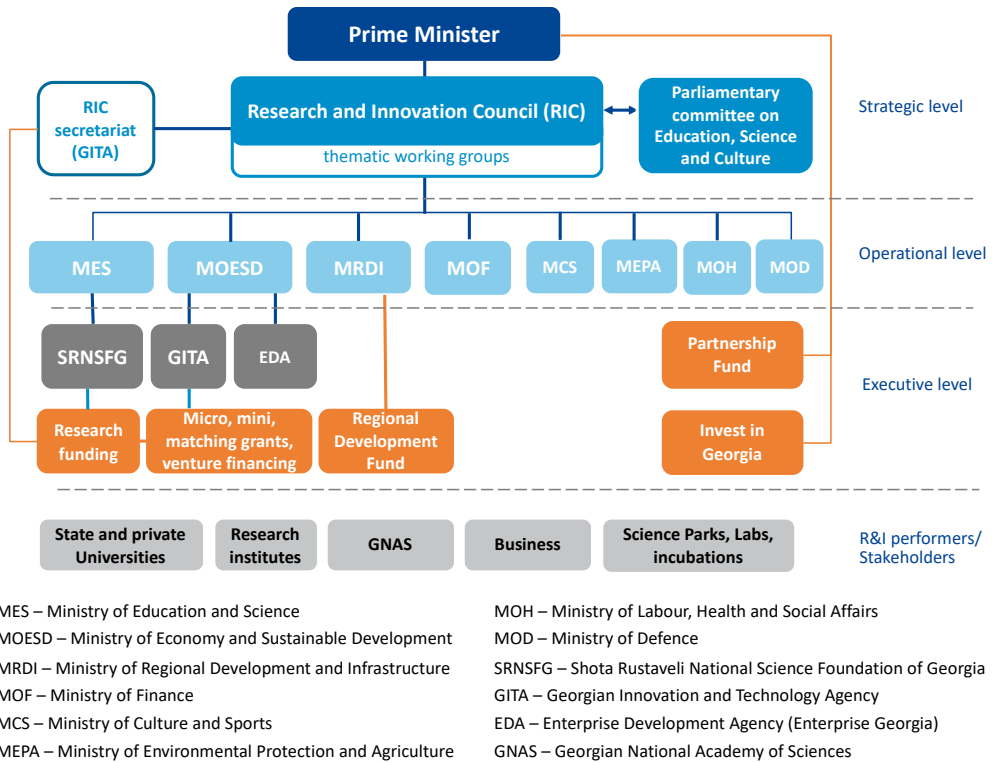 Prime Minister
RIC
secretariat
(GITA)
Research and Innovation Council (RIC)
thematic working groups
Parliamentary
committee on
Education, Science
and Culture
Strategic level
MES
MOESD
MRDI
MOF
MCS
MEPA
MOH
MOD
Operational level
SRNSFG
GITA
EDA
Partnership
Fund
Executive level
Research
funding
Micro, mini,
matching grants,
venture financing
Regional
Development
Fund
Invest in
Georgia
State and private
Universities
Research
institutes
GNAS
Business
Science Parks, Labs,
incubations
R&I performers/
Stakeholders
MES – Ministry of Education and Science
MOESD – Ministry of Economy and Sustainable Development
MRDI – Ministry of Regional Development and Infrastructure
MOF – Ministry of Finance
MCS – Ministry of Culture and Sports
MEPA – Ministry of Environmental Protection and Agriculture
MOH – Ministry of Labour, Health and Social Affairs
MOD – Ministry of Defence
SRNSFG – Shota Rustaveli National Science Foundation of Georgia
GITA – Georgian Innovation and Technology Agency
EDA – Enterprise Development Agency (Enterprise Georgia)
GNAS – Georgian National Academy of Sciences